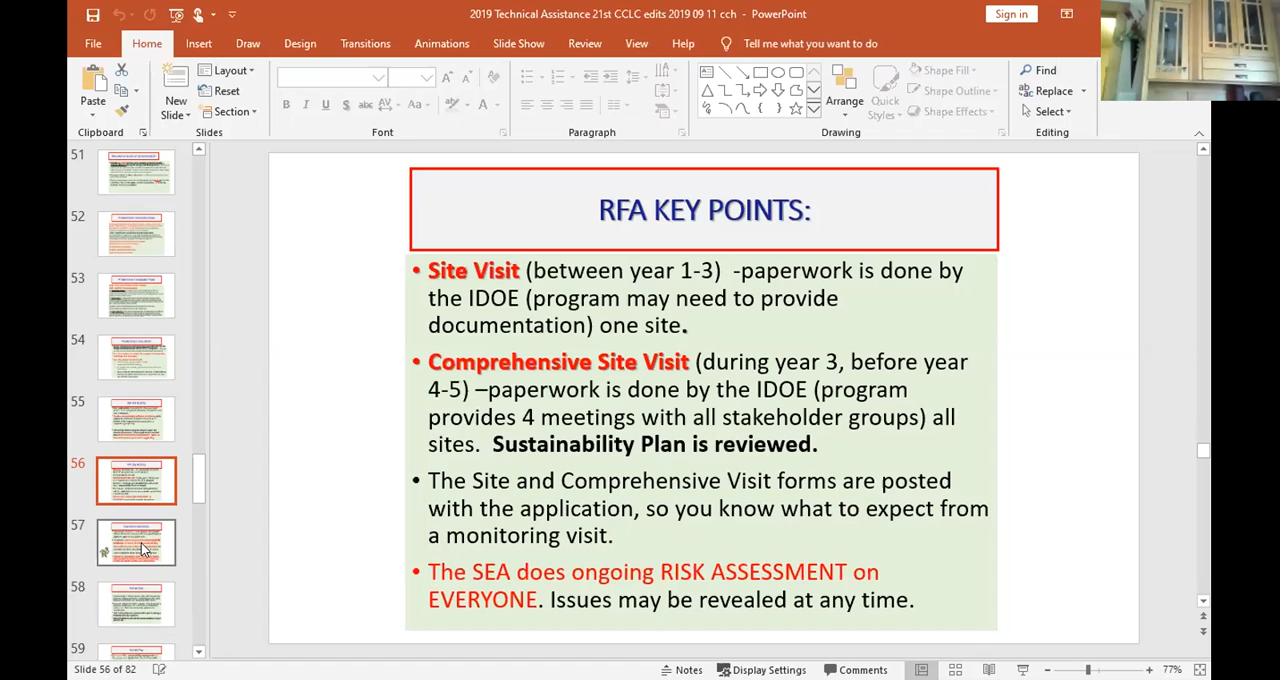 2019 Technical Assistance 21st CCLC edits 2019 09 11 cch - PowerPoint
Sign in
File Home Insert Draw Design Transitions Animations Slide Show Review View Help Tell me what you want to do
Paste
New
Slide
Layout
Reset
Section
Arrange
Quick
Styles
Shape Fill
Shape Outline
Shape Effects
Find
Replace
Select
Clipboard Slides Font Paragraph Drawing Editing
51
52
53
54
55
56
57
58
59
RFA KEY POINTS:
• Site Visit (between year 1-3) -paperwork is done by
the IDOE (program may need to provide
documentation) one site.
• Comprehensive Site Visit (during year 3, before year
4-5) –paperwork is done by the IDOE (program
provides 4 meetings with all stakeholder groups) all
sites. Sustainability Plan is reviewed.
• The Site and Comprehensive Visit forms are posted
with the application, so you know what to expect from
a monitoring visit.
• The SEA does ongoing RISK ASSESSMENT on
EVERYONE. Issues may be revealed at any time.
Slide 56 of 82 Notes Display Settings Comments 77%